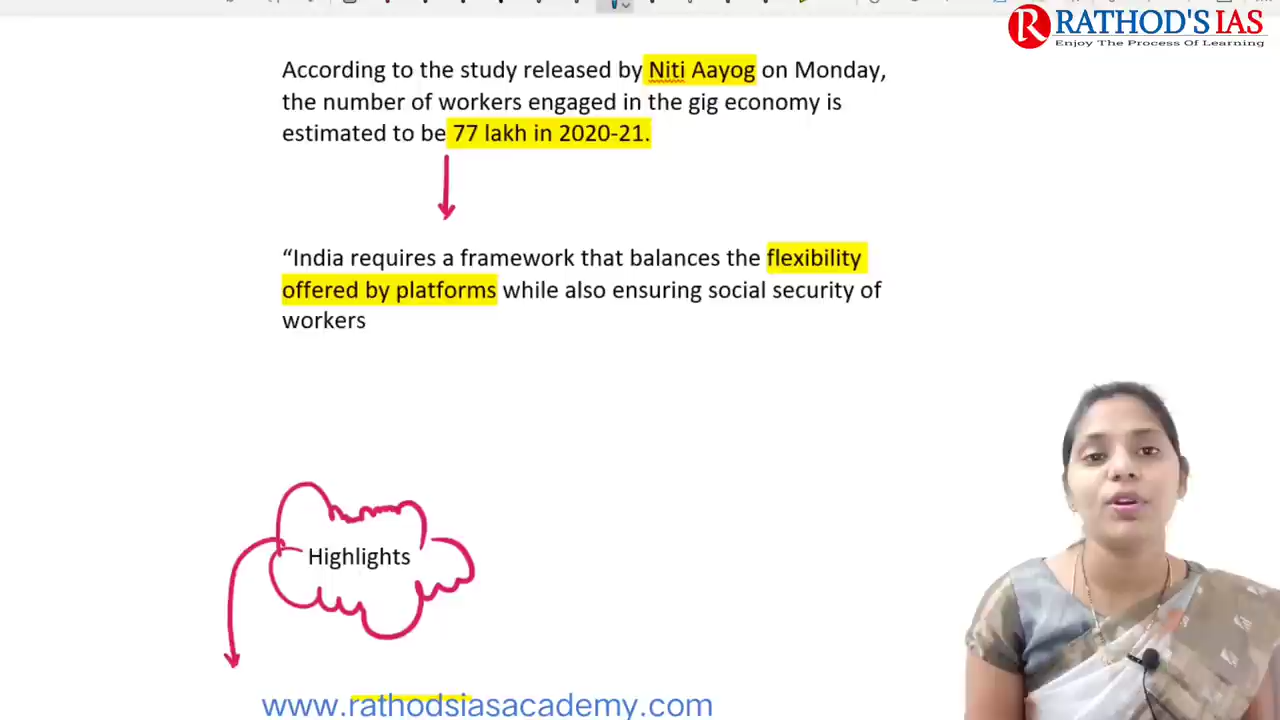 RATHOD'S IAS
Enjoy The Process Of Learning
According to the study released by Niti Aayog on Monday,
the number of workers engaged in the gig economy is
estimated to be 77 lakh in 2020-21.
“India requires a framework that balances the flexibility
offered by platforms while also ensuring social security of
workers
Highlights
www.rathodsiasacademy.com